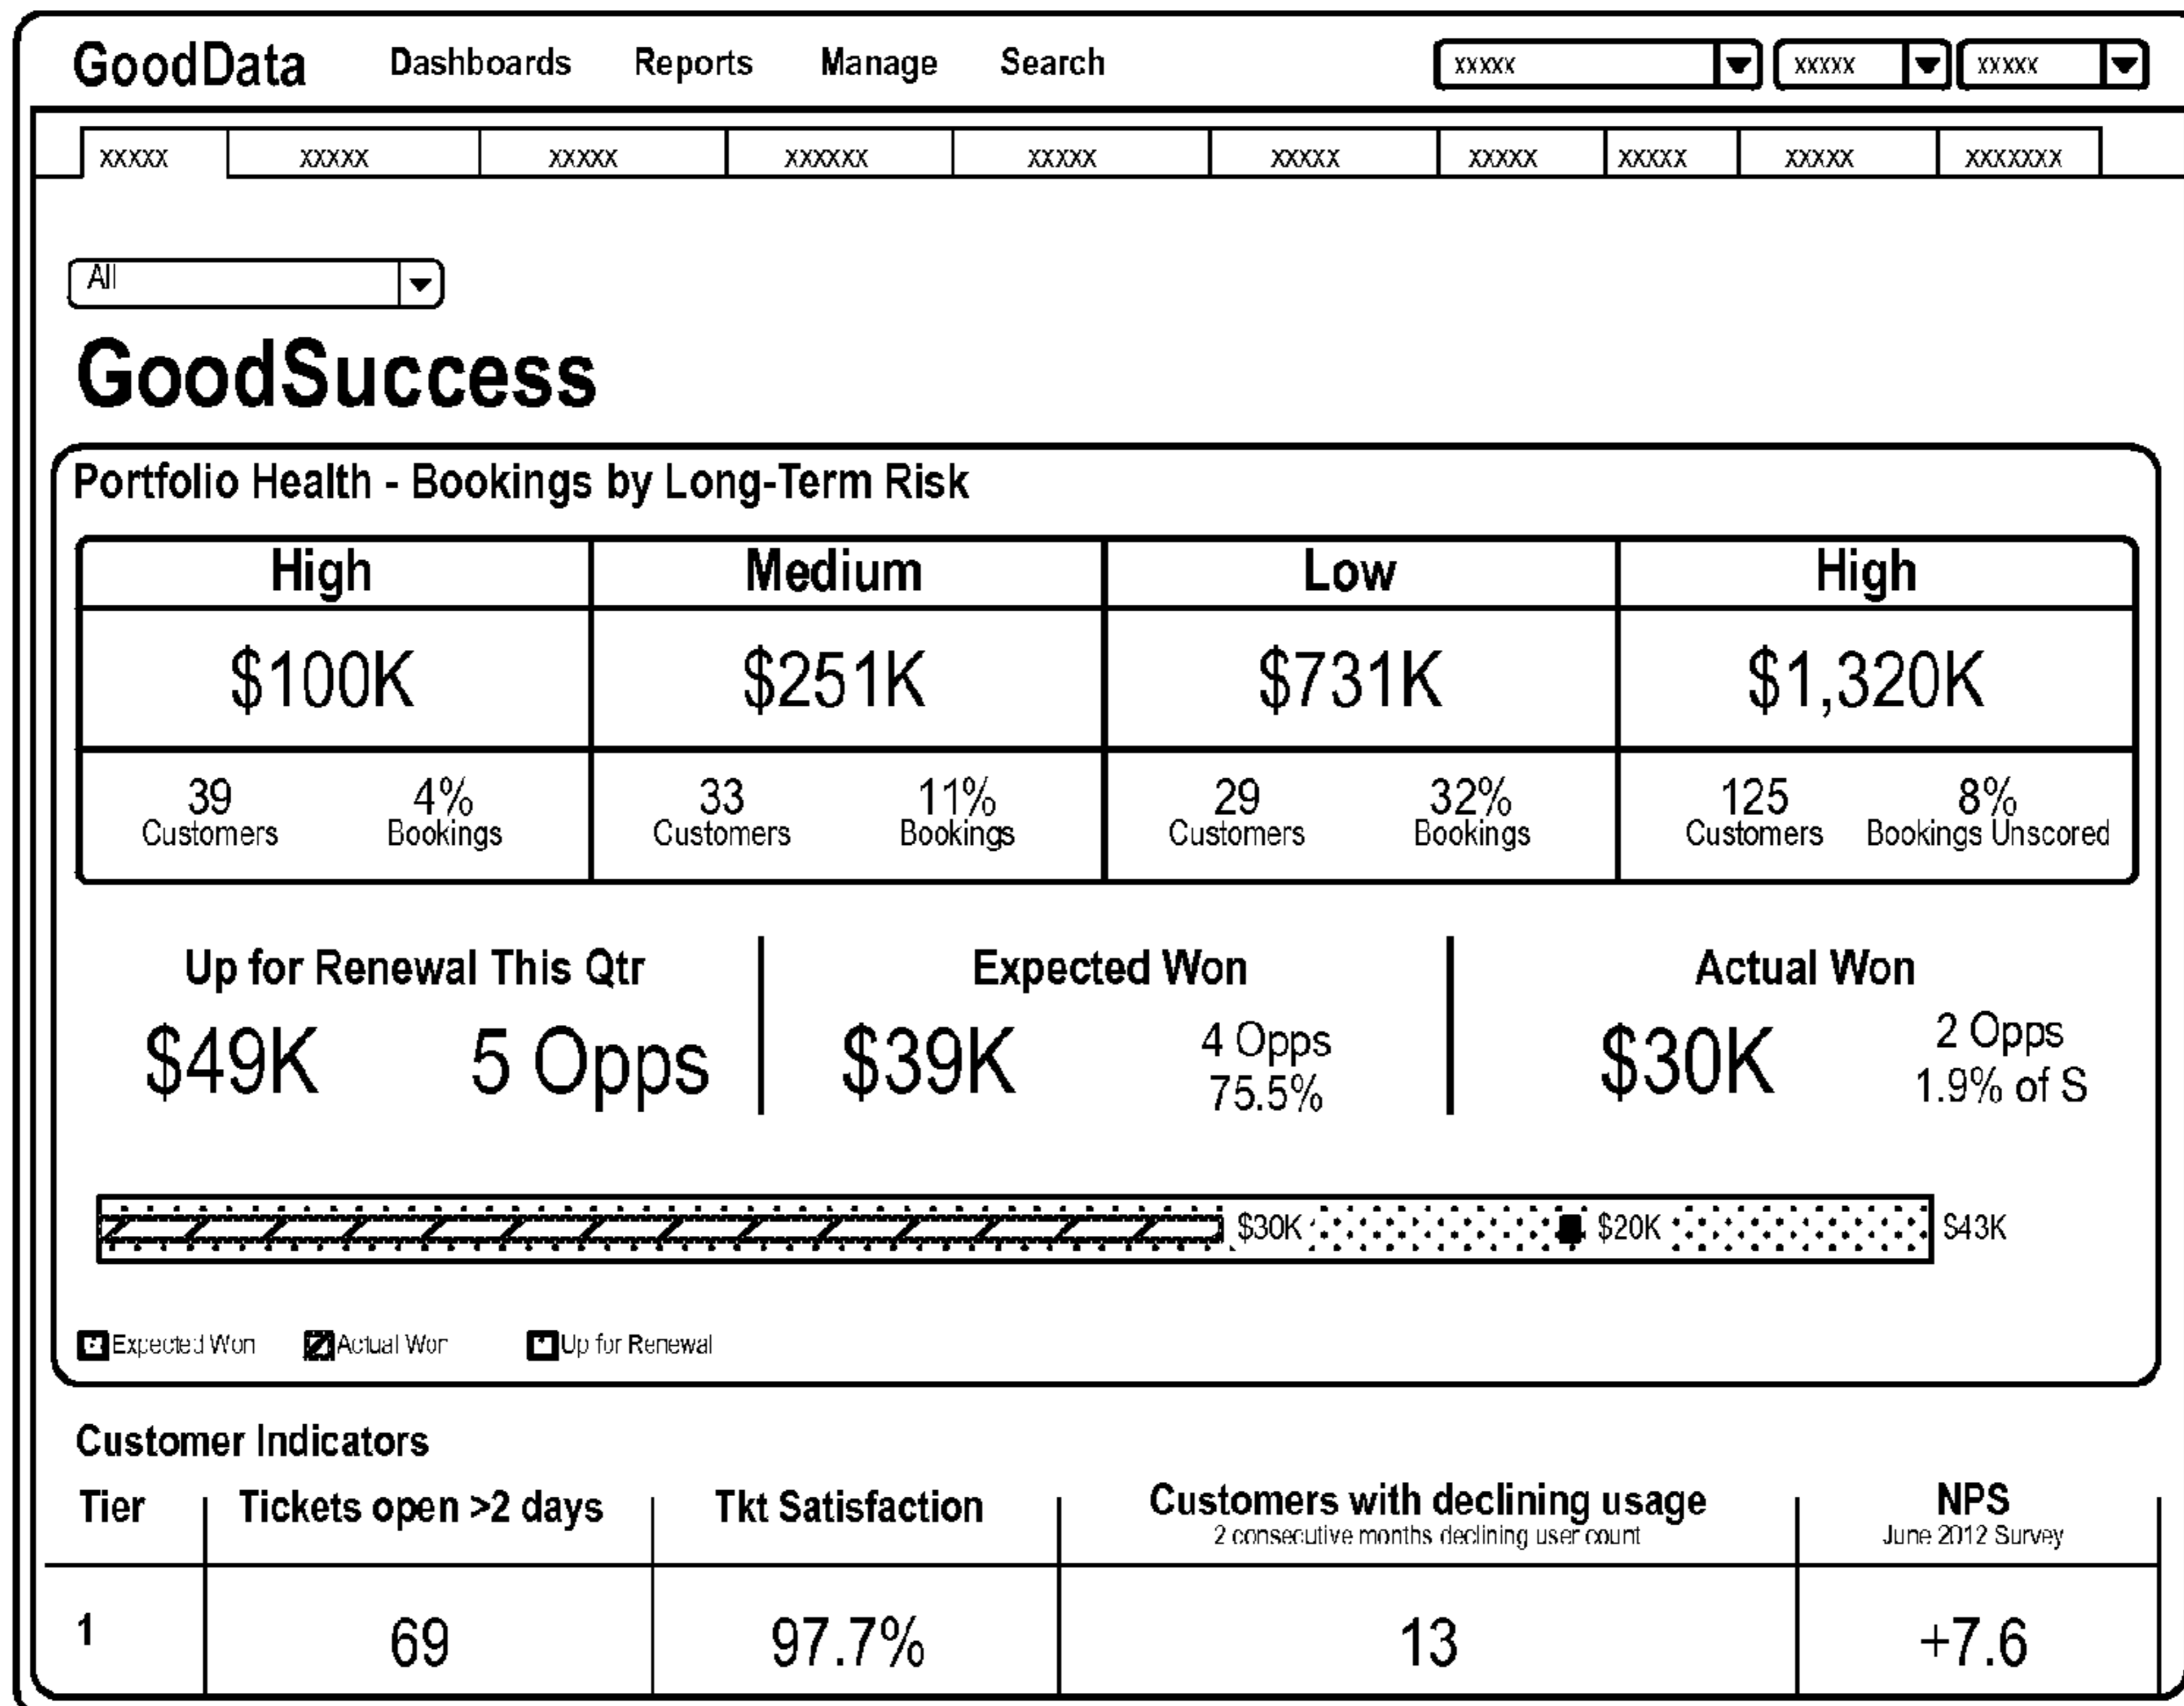 GoodData Dashboards Reports Manage Search xxxxx xxxxx xxxxx
xxxxx xxxxx xxxxx xxxxxx xxxxx xxxxx xxxxx xxxxx xxxxx xxxxxxx
All
GoodSuccess
Portfolio Health - Bookings by Long-Term Risk
High Medium Low High
$100K $251K $731K $1,320K
39 4% 33 11% 29 32% 125 8%
Customers Bookings Customers Bookings Customers Bookings Customers Bookings Unscored
Up for Renewal This Qtr Expected Won Actual Won
$49K 5 Opps $39K 4 Opps $30K 2 Opps
75.5% 1.9% of S
$30K $20K S43K
Expected Won Actual Won Up for Renewal
Customer Indicators
Tier Tickets open >2 days Tkt Satisfaction Customers with declining usage NPS
2 consecutive months declining user count June 2012 Survey
1 69 97.7% 13 +7.6